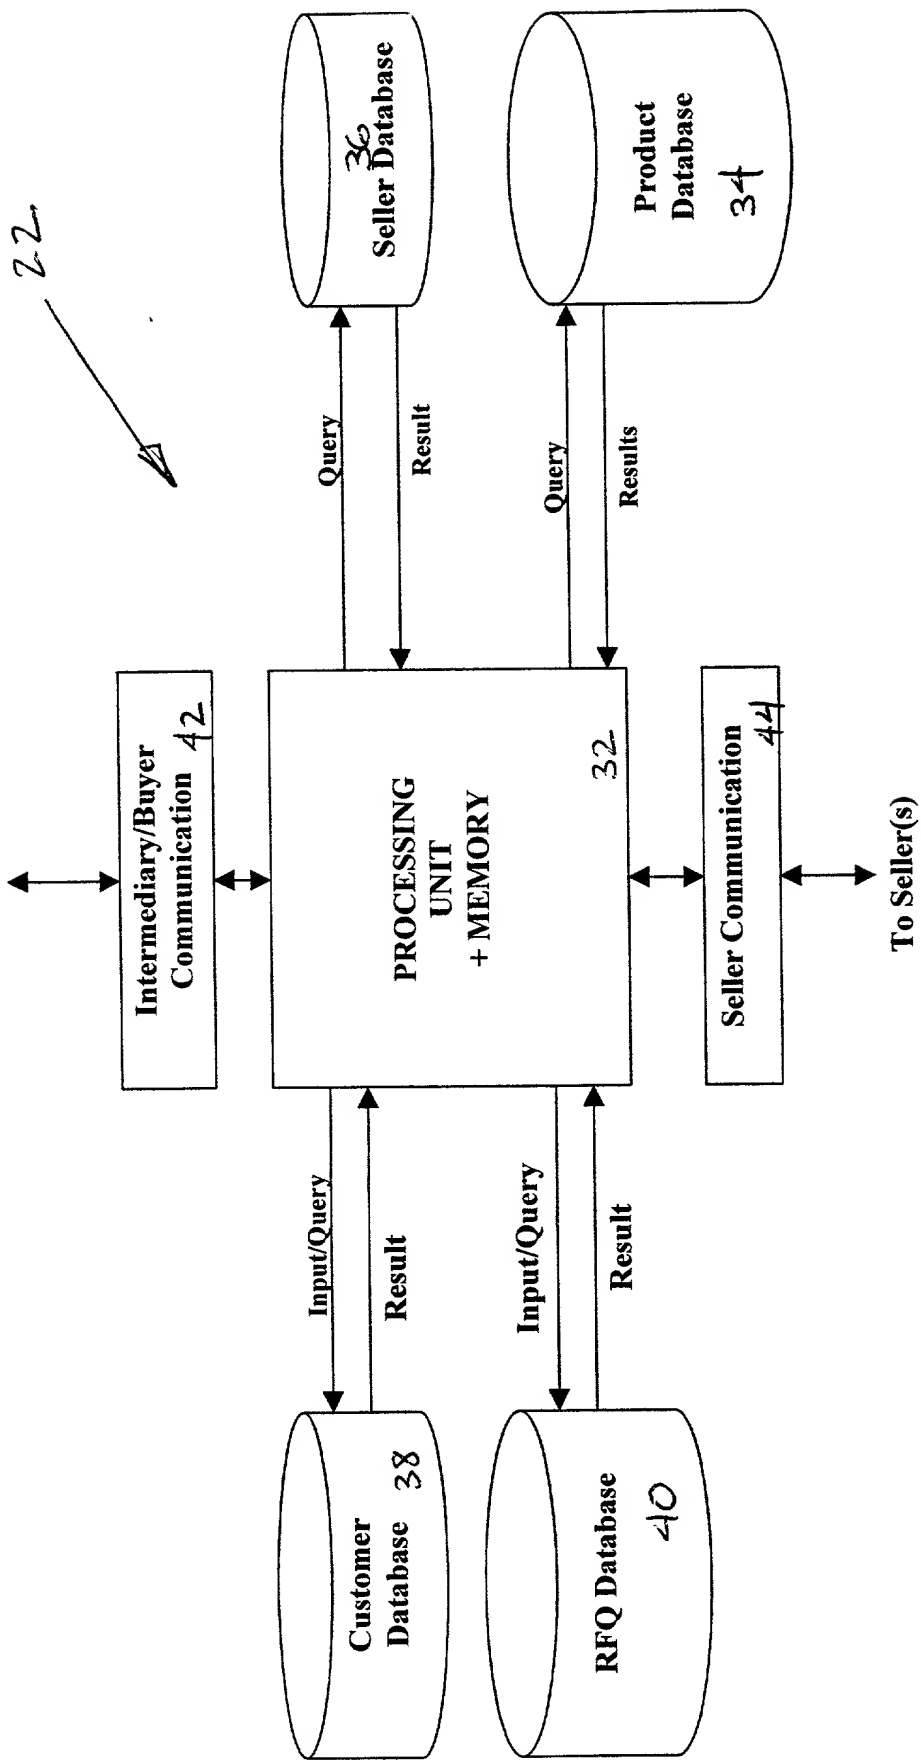 22
Intermediary/Buyer
Communication
42
Customer
Database
38
Input/Query
Result
PROCESSING
UNIT
+ MEMORY
32
Query
Result
36
Seller Database
RFQ Database
40
Input/Query
Result
Query
Results
Product
Database
34
Seller Communication
44
To Seller(s)